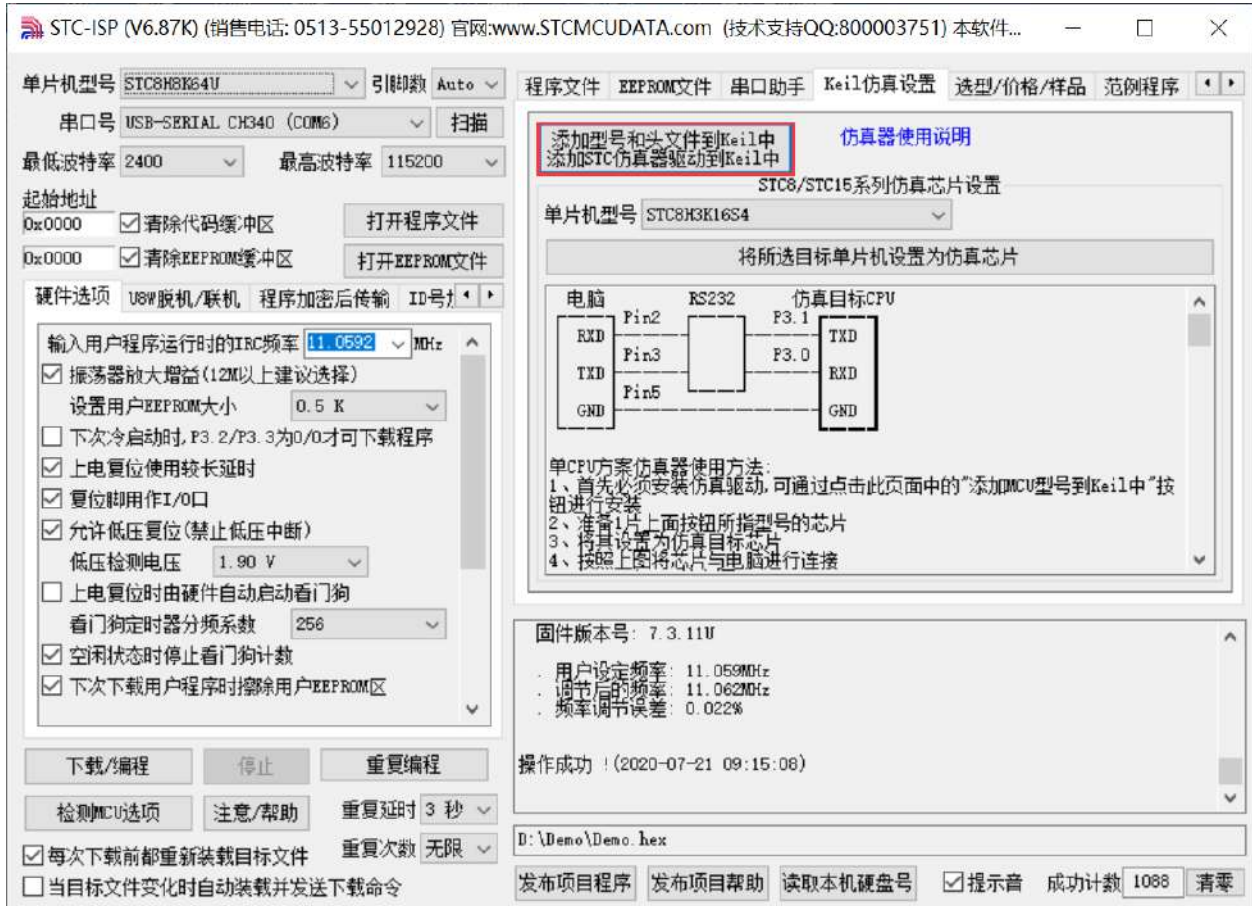 STC-ISP (V6.87K) (销售电话: 0513-55012928) 官网:www.STCMCUDATA.com (技术支持QQ:800003751) 本软件...
单片机型号 STC8H8K64U 引脚数 Auto
串口号 USB-SERIAL CH340 (COM6) 扫描
最低波特率 2400 最高波特率 115200
起始地址
0x0000 清除代码缓冲区 打开程序文件
0x0000 清除EEPROM缓冲区 打开EEPROM文件
硬件选项 U8W脱机/联机 程序加密后传输
输入用户程序运行时的IRC频率 11.0592 MHz
振荡器放大增益(12M以上建议选择)
设置用户EEPROM大小 0.5 K
下次冷启动时,P3.2/P3.3为0/0才可下载程序
上电复位使用较长延时
复位脚用作I/O口
允许低压复位(禁止低压中断)
低压检测电压 1.90 V
上电复位时由硬件自动启动看门狗
看门狗定时器分频系数 256
空闲状态时停止看门狗计数
下次下载用户程序时擦除用户EEPROM区
下载/编程 停止 重复编程
检测MCU选项 注意/帮助 重复延时 3 秒
每次下载前都重新装载目标文件 重复次数 无限
当目标文件变化时自动装载并发送下载命令
程序文件 EEPROM文件 串口助手 Keil仿真设置 选型/价格/样品 范例程序
添加型号和头文件到Keil中
添加STC仿真器驱动到Keil中
仿真器使用说明
STC8/STC15系列仿真芯片设置
单片机型号 STC8H3K16S4
将所选目标单片机设置为仿真芯片
电脑 RS232 仿真目标CPU
Pin2 P3.1
RXD TXD
Pin3 P3.0
TXD RXD
Pin5
GND GND
单CPU方案仿真器使用方法:
1、首先必须安装仿真驱动,可通过点击此页面中的"添加MCU型号到Keil中"按
钮进行安装
2、准备1片上面按钮所指型号的芯片
3、将其设置为仿真目标芯片
4、按照上图将芯片与电脑进行连接
固件版本号: 7.3.11U
. 用户设定频率: 11.059MHz
. 调节后的频率: 11.062MHz
. 频率调节误差: 0.022%
操作成功 !(2020-07-21 09:15:08)
D:\Demo\Demo.hex
发布项目程序 发布项目帮助 读取本机硬盘号 提示音 成功计数 1088 清零